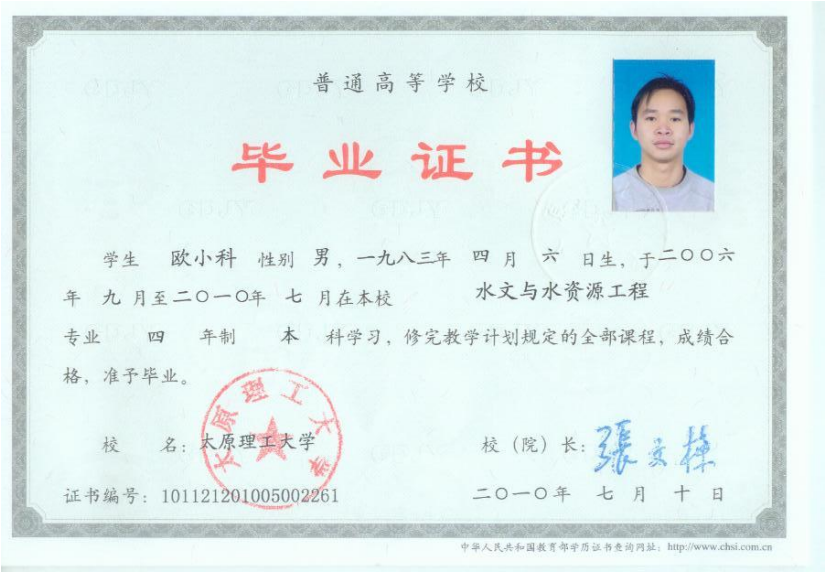 普通高等学校
毕业证书
学生 欧小科 性别 男，一九八三年 四 月 六 日生，于二〇〇六
年 九 月至二〇一〇年 七 月在本校 水文与水资源工程
专业 四 年制 本 科学习，修完教学计划规定的全部课程，成绩合
格，准予毕业。
校 名：太原理工大学 校（院）长：
太原理工大学
证书编号：101121201005002261 二〇一〇年 七 月 十 日
中华人民共和国教育部学历证书查询网址：http://www.chsi.com.cn